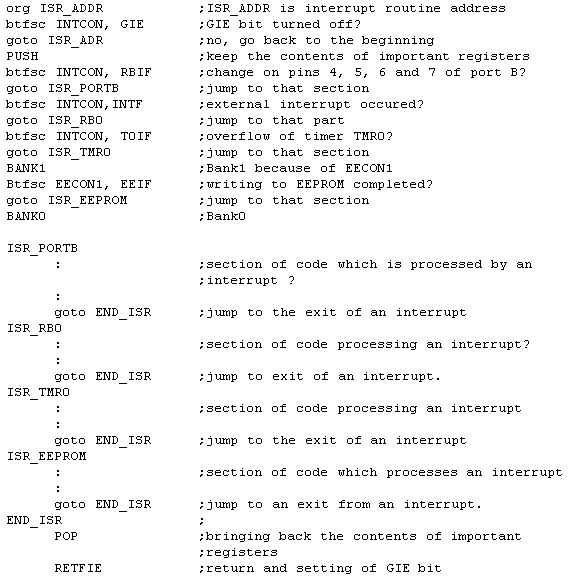 org ISR_ADDR ;ISR_ADDR is interrupt routine address
btfsc INTCON, GIE ;GIE bit turned off?
goto ISR_ADR ;no, go back to the beginning
PUSH ;keep the contents of important registers
btfsc INTCON, RBIF ;change on pins 4, 5, 6 and 7 of port B?
goto ISR_PORTB ;jump to that section
btfsc INTCON,INTF ;external interrupt occured?
goto ISR_RB0 ;jump to that part
btfsc INTCON, TOIF ;overflow of timer TMR0?
goto ISR_TMR0 ;jump to that section
BANK1 ;Bank1 because of EECON1
Btfsc EECON1, EEIF ;writing to EEPROM completed?
goto ISR_EEPROM ;jump to that section
BANK0 ;Bank0
ISR_PORTB
: ;section of code which is processed by an
;interrupt ?
:
goto END_ISR ;jump to the exit of an interrupt
ISR_RB0
: ;section of code processing an interrupt?
:
goto END_ISR ;jump to exit of an interrupt.
ISR_TMR0
: ;section of code processing an interrupt
:
goto END_ISR ;jump to the exit of an interrupt
ISR_EEPROM
: ;section of code which processes an interrupt
:
goto END_ISR ;jump to an exit from an interrupt.
END_ISR ;
POP ;bringing back the contents of important
;registers
RETFIE ;return and setting of GIE bit